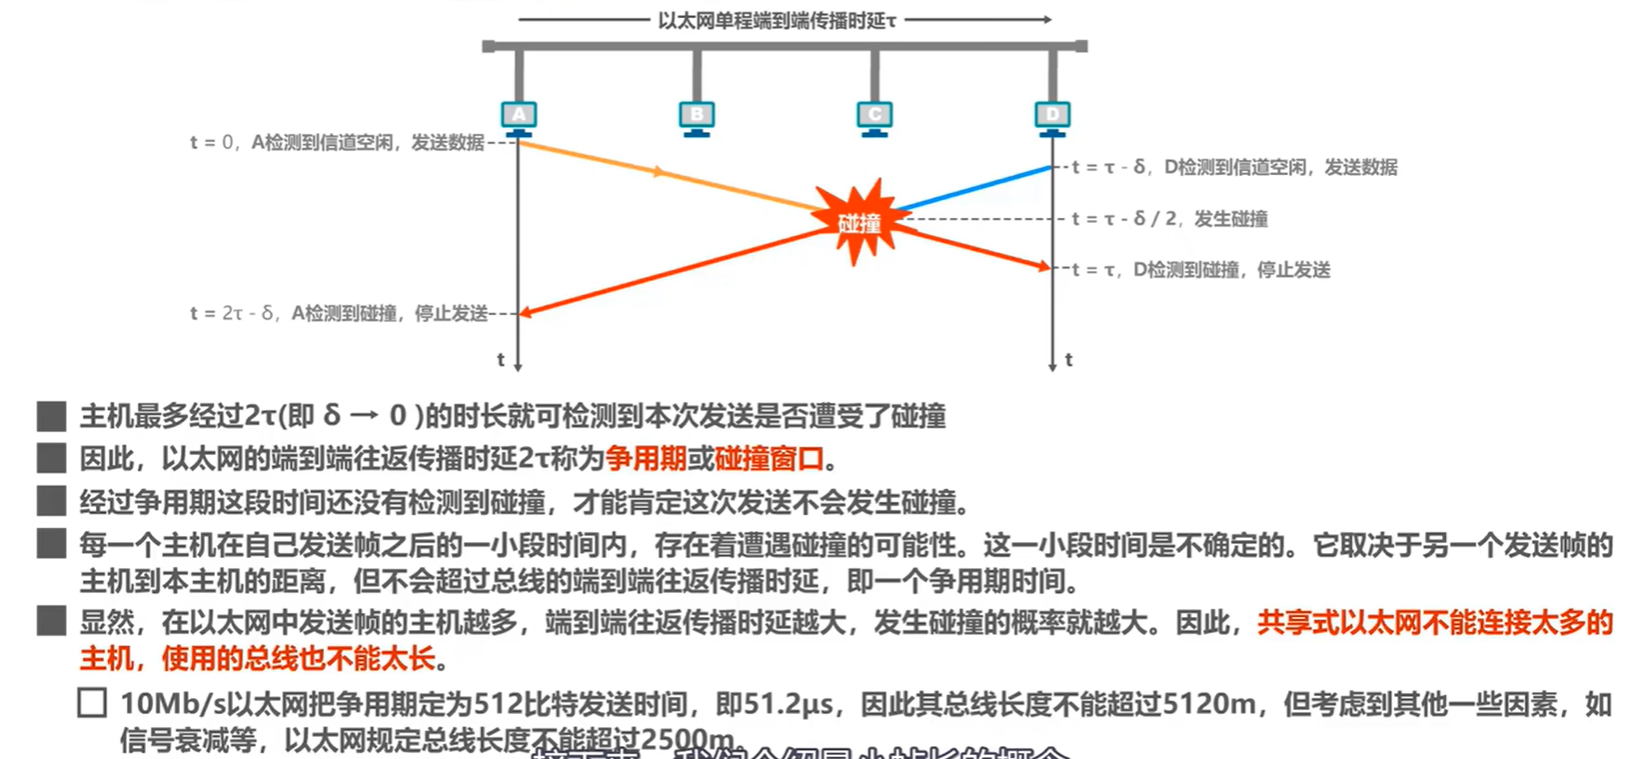 以太网单程端到端传播时延τ
A
B
C
D
t = 0，A检测到信道空闲，发送数据
t = τ - δ，D检测到信道空闲，发送数据
碰撞
t = τ - δ / 2，发生碰撞
t = τ，D检测到碰撞，停止发送
t = 2τ - δ，A检测到碰撞，停止发送
t
t
主机最多经过2τ(即 δ → 0 )的时长就可检测到本次发送是否遭受了碰撞
因此，以太网的端到端往返传播时延2τ称为争用期或碰撞窗口。
经过争用期这段时间还没有检测到碰撞，才能肯定这次发送不会发生碰撞。
每一个主机在自己发送帧之后的一小段时间内，存在着遭遇碰撞的可能性。这一小段时间是不确定的。它取决于另一个发送帧的
主机到本主机的距离，但不会超过总线的端到端往返传播时延，即一个争用期时间。
显然，在以太网中发送帧的主机越多，端到端往返传播时延越大，发生碰撞的概率就越大。因此，共享式以太网不能连接太多的
主机，使用的总线也不能太长。
10Mb/s以太网把争用期定为512比特发送时间，即51.2μs，因此其总线长度不能超过5120m，但考虑到其他一些因素，如
信号衰减等，以太网规定总线长度不能超过2500m。
接下来，我们介绍最小帧长的概念